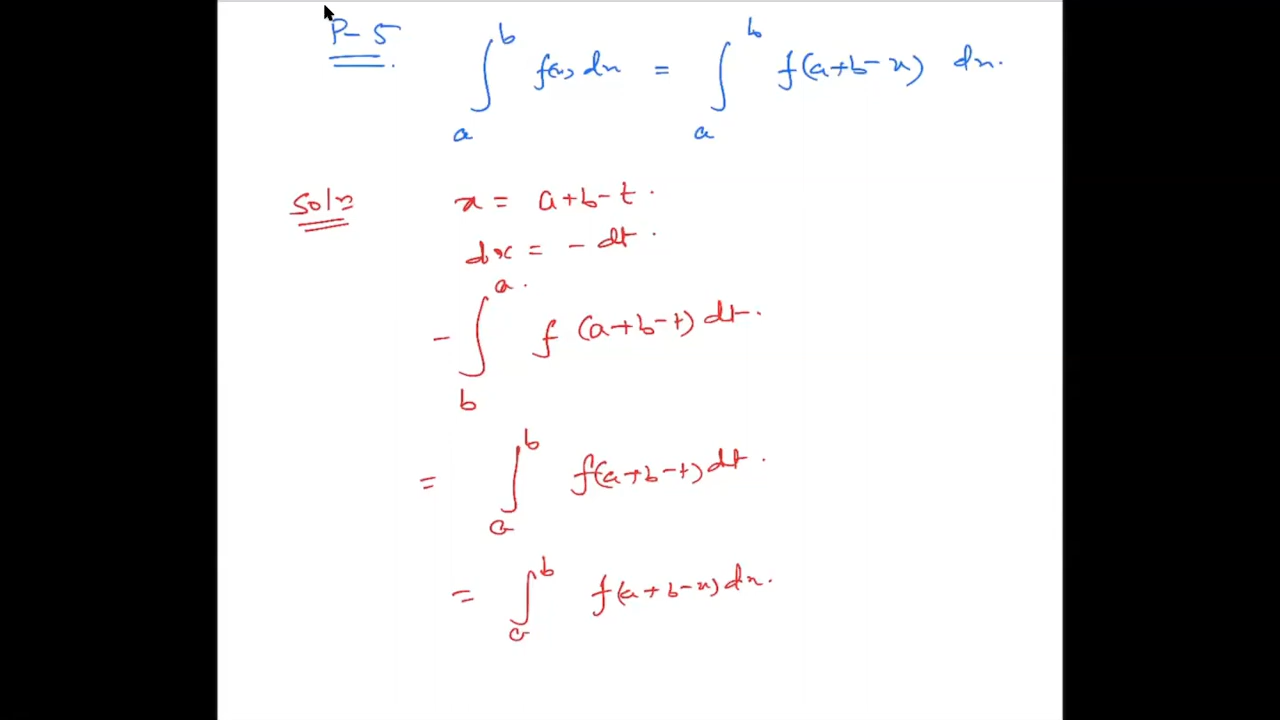 P-5 ∫_a^b f(x) dx = ∫_a^b f(a+b-x) dx.
Soln x = a+b-t.
dx = -dt.
-∫_b^a f(a+b-t) dt.
= ∫_a^b f(a+b-t) dt.
= ∫_a^b f(a+b-x) dx.